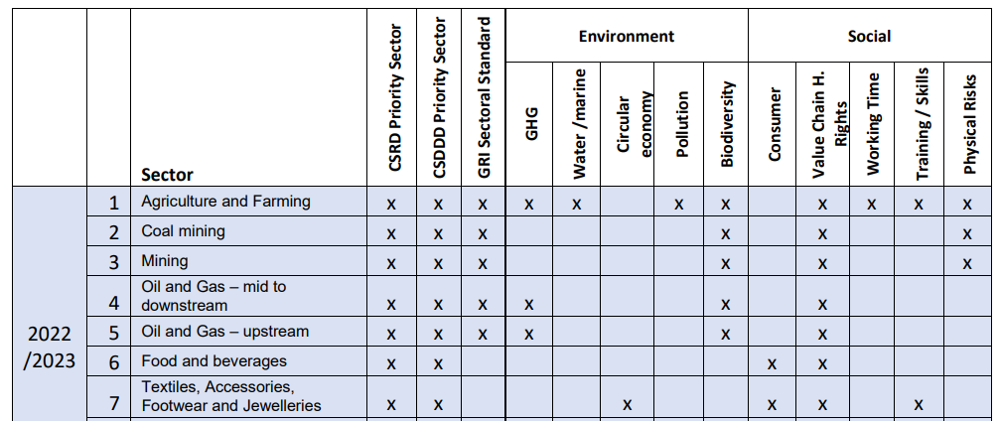 Environment Social
CSRD Priority Sector
CSDDD Priority Sector
GRI Sectoral Standard
GHG
Water /marine
Circular
economy
Pollution
Biodiversity
Consumer
Value Chain H.
Rights
Working Time
Training / Skills
Physical Risks
Sector
2022
/2023
1 Agriculture and Farming x x x x x x x x x x x
2 Coal mining x x x x x x
3 Mining x x x x x x
4 Oil and Gas – mid to
downstream x x x x x x
5 Oil and Gas – upstream x x x x x x
6 Food and beverages x x x x
7 Textiles, Accessories,
Footwear and Jewelleries x x x x x x